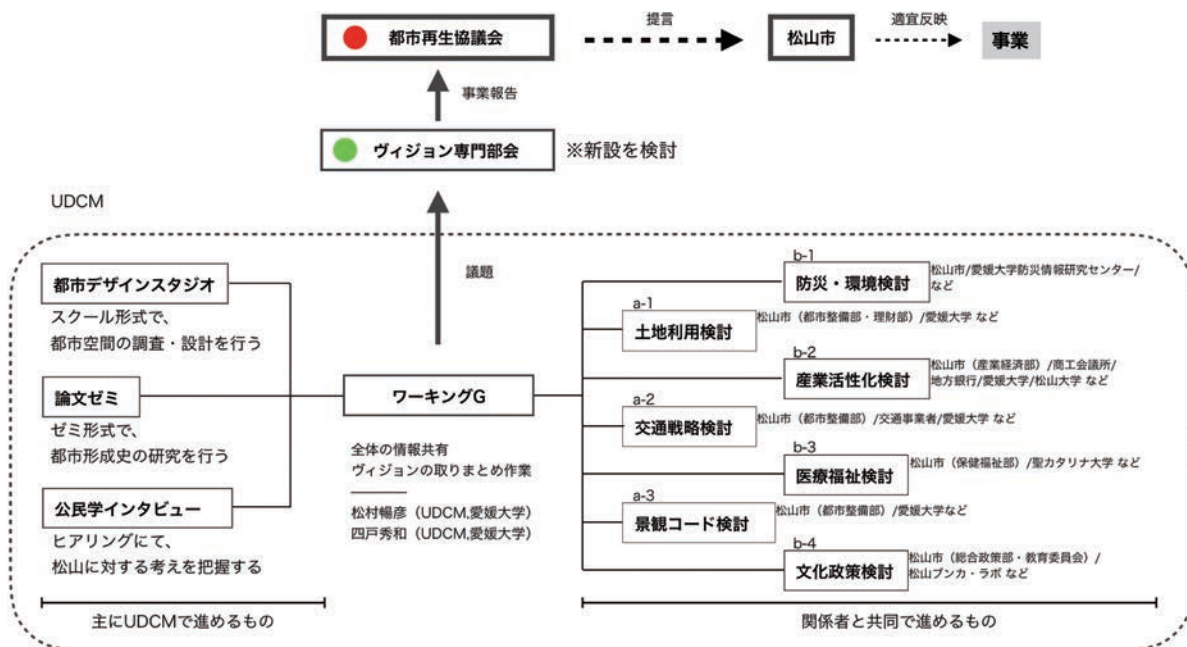 都市再生協議会
提言
松山市
適宜反映
事業
事業報告
ヴィジョン専門部会
※新設を検討
UDCM
議題
都市デザインスタジオ
スクール形式で、
都市空間の調査・設計を行う
論文ゼミ
ゼミ形式で、
都市形成史の研究を行う
公民学インタビュー
ヒアリングにて、
松山に対する考えを把握する
主にUDCMで進めるもの
ワーキングG
全体の情報共有
ヴィジョンの取りまとめ作業
松村暢彦（UDCM,愛媛大学）
四戸秀和（UDCM,愛媛大学）
b-1
防災・環境検討
松山市/愛媛大学防災情報研究センター/
など
a-1
土地利用検討
松山市（都市整備部・理財部）/愛媛大学 など
b-2
産業活性化検討
松山市（産業経済部）/商工会議所/
地方銀行/愛媛大学/松山大学 など
a-2
交通戦略検討
松山市（都市整備部）/交通事業者/愛媛大学 など
b-3
医療福祉検討
松山市（保健福祉部）/聖カタリナ大学 など
a-3
景観コード検討
松山市（都市整備部）/愛媛大学など
b-4
文化政策検討
松山市（総合政策部・教育委員会）/
松山ブンカ・ラボ など
関係者と共同で進めるもの